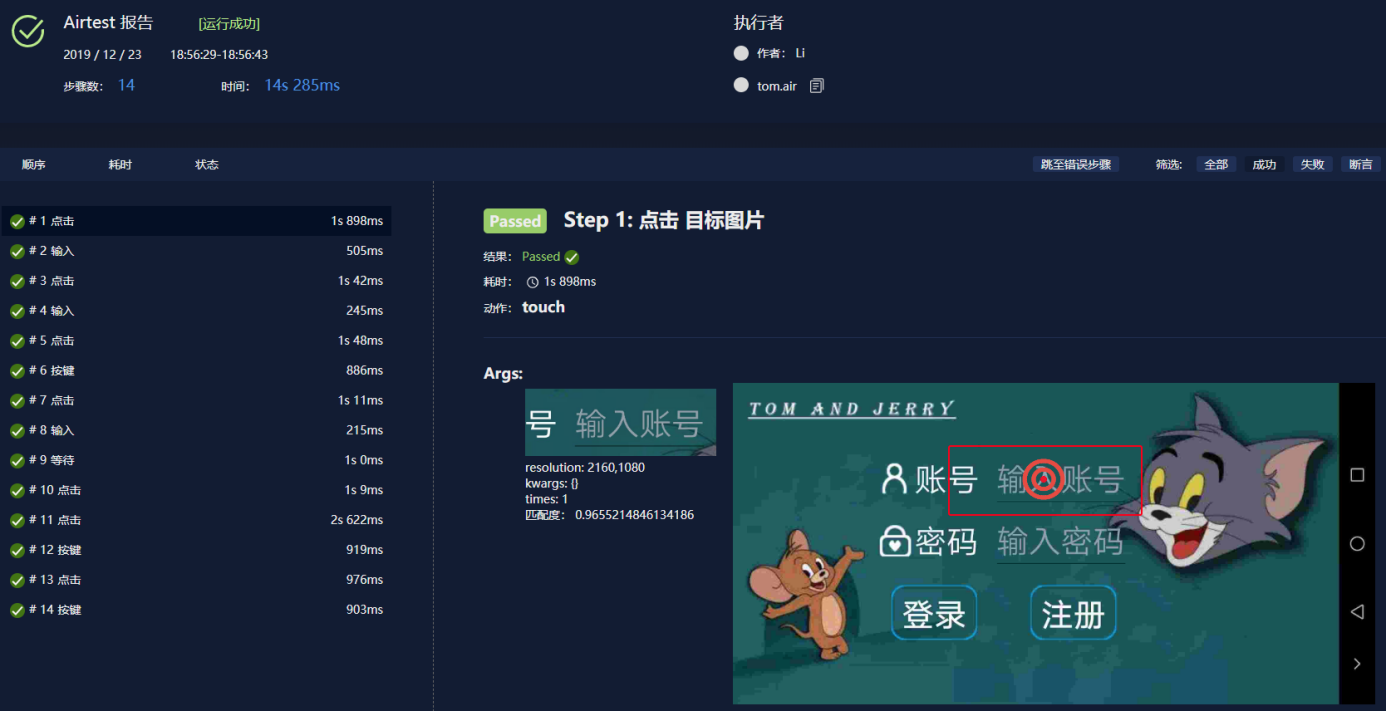 Airtest 报告 [运行成功]
2019 / 12 / 23 18:56:29-18:56:43
步骤数: 14 时间: 14s 285ms
执行者
作者: Li
tom.air
顺序 耗时 状态
跳至错误步骤 筛选: 全部 成功 失败 断言
# 1 点击 1s 898ms
# 2 输入 505ms
# 3 点击 1s 42ms
# 4 输入 245ms
# 5 点击 1s 48ms
# 6 按键 886ms
# 7 点击 1s 11ms
# 8 输入 215ms
# 9 等待 1s 0ms
# 10 点击 1s 9ms
# 11 点击 2s 622ms
# 12 按键 919ms
# 13 点击 976ms
# 14 按键 903ms
Passed Step 1: 点击 目标图片
结果: Passed
耗时: 1s 898ms
动作: touch
Args:
号 输入账号
resolution: 2160,1080
kwargs: {}
times: 1
匹配度: 0.9655214846134186
TOM AND JERRY
账号 输入账号
密码 输入密码
登录 注册